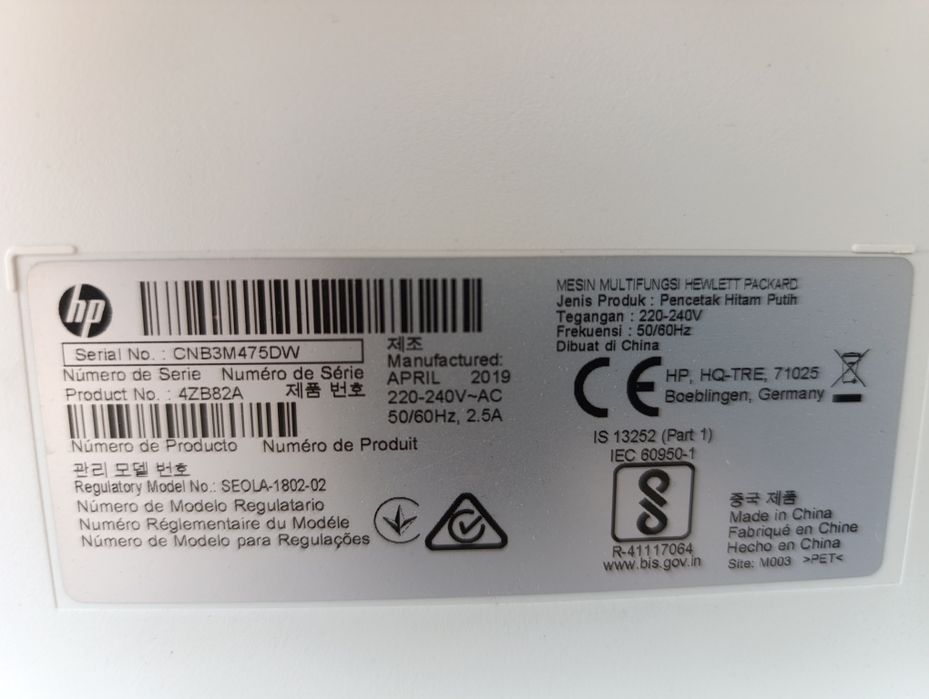 hp
Serial No. : CNB3M475DW
Número de Serie Numéro de Série
Product No. : 4ZB82A 제품 번호
Número de Producto Numéro de Produit
관리 모델 번호
Regulatory Model No.: SEOLA-1802-02
Número de Modelo Regulatorio
Numéro Réglementaire du Modéle
Número de Modelo para Regulações
제조
Manufactured:
APRIL 2019
220-240V~AC
50/60Hz, 2.5A
MESIN MULTIFUNGSI HEWLETT PACKARD
Jenis Produk : Pencetak Hitam Putih
Tegangan : 220-240V
Frekuensi : 50/60Hz
Dibuat di China
CE
HP, HQ-TRE, 71025
Boeblingen, Germany
IS 13252 (Part 1)
IEC 60950-1
R-41117064
www.bis.gov.in
중국 제품
Made in China
Fabriqué en Chine
Hecho en China
Site: M003 >PET<